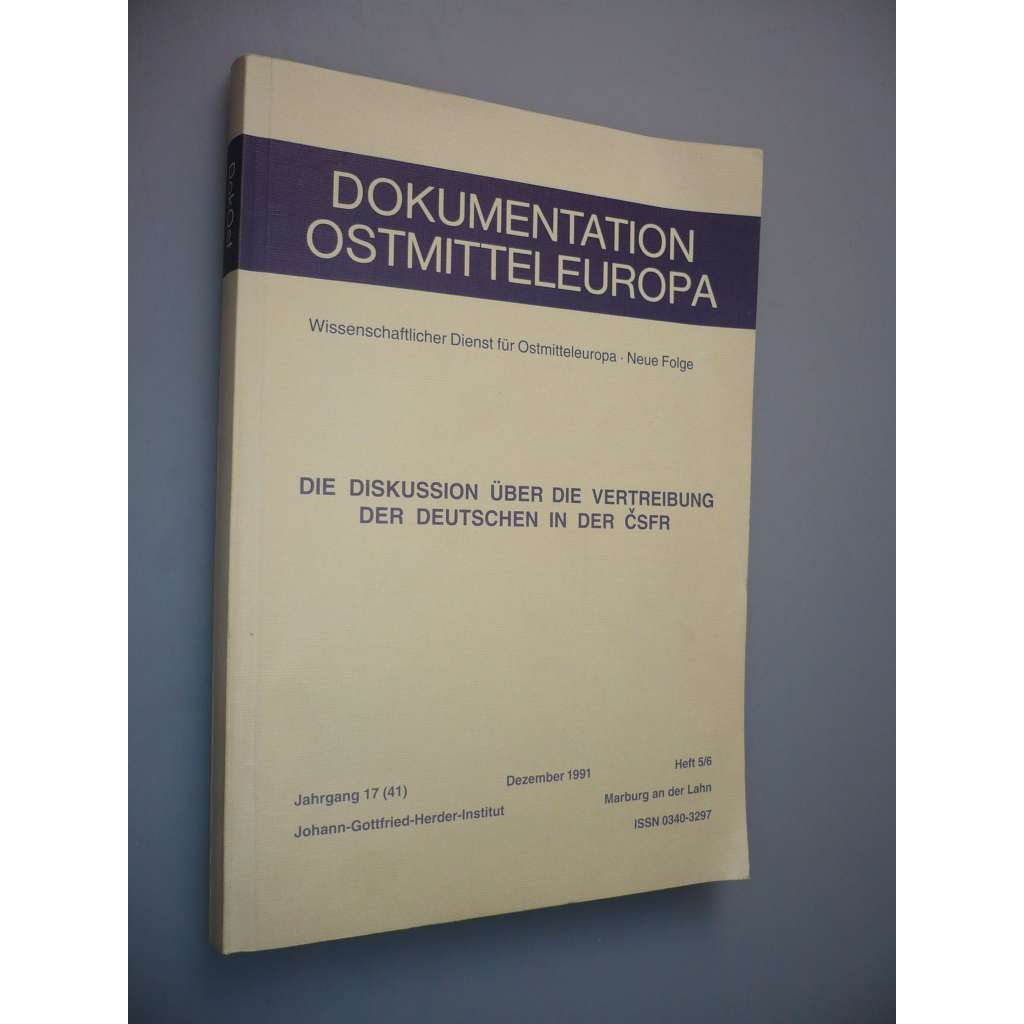 DokOst
DOKUMENTATION
OSTMITTELEUROPA
Wissenschaftlicher Dienst für Ostmitteleuropa · Neue Folge
DIE DISKUSSION ÜBER DIE VERTREIBUNG
DER DEUTSCHEN IN DER ČSFR
Jahrgang 17 (41) Dezember 1991 Heft 5/6
Johann-Gottfried-Herder-Institut Marburg an der Lahn
ISSN 0340-3297